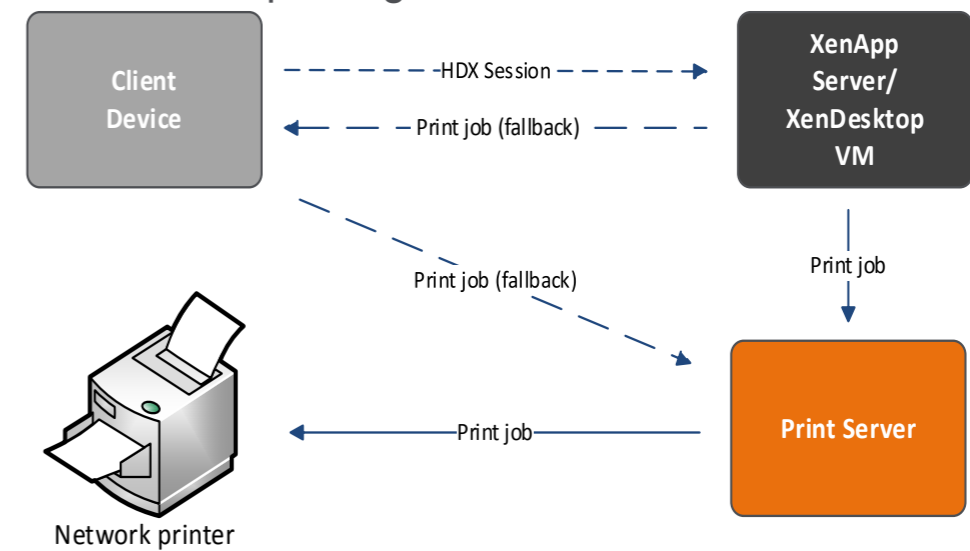 Client
Device
HDX Session
Print job (fallback)
XenApp
Server/
XenDesktop
VM
Print job (fallback)
Print job
Print job
Print Server
Network printer